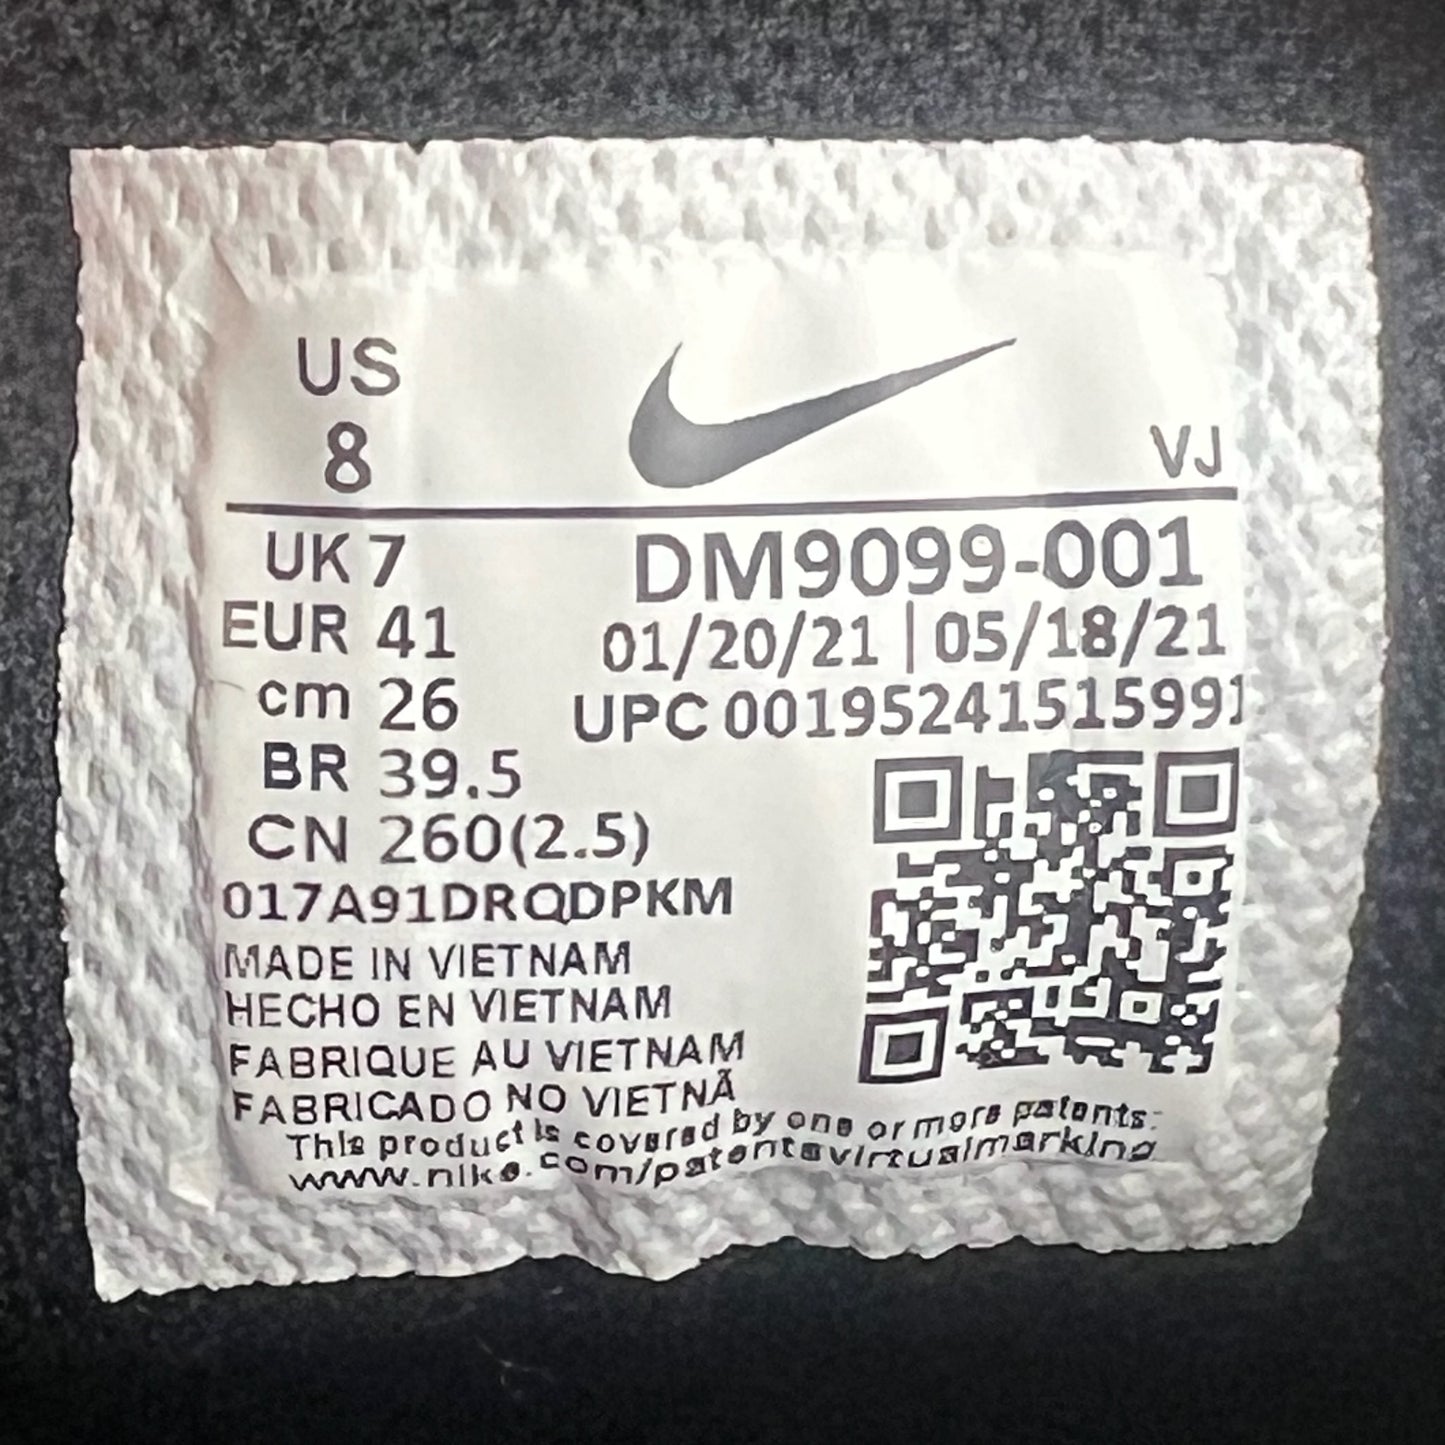 US
8
VJ
UK 7
DM9099-001
EUR 41
01/20/21 | 05/18/21
cm 26
UPC 00195241515991
BR 39.5
CN 260(2.5)
017A91DRQDPKM
MADE IN VIETNAM
HECHO EN VIETNAM
FABRIQUE AU VIETNAM
FABRICADO NO VIETNÃ
This product is covered by one or more patents:
www.nike.com/patentsvirtualmarking